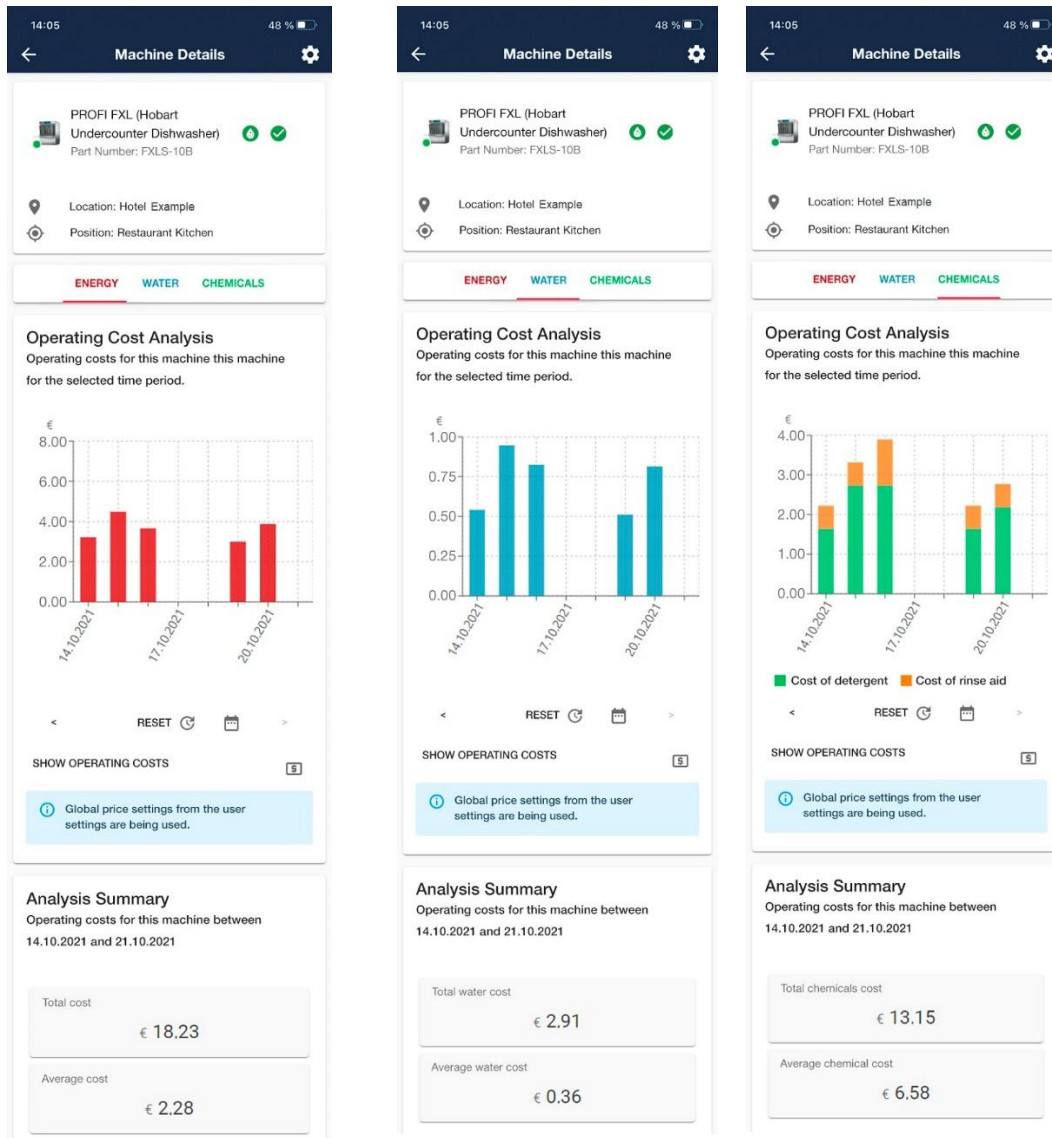 14:05
48 %
Machine Details
PROFI FXL (Hobart
Undercounter Dishwasher)
Part Number: FXLS-10B
Location: Hotel Example
Position: Restaurant Kitchen
ENERGY WATER CHEMICALS
Operating Cost Analysis
Operating costs for this machine this machine
for the selected time period.
€
8.00
6.00
4.00
2.00
0.00
14.10.2021
17.10.2021
20.10.2021
< RESET >
SHOW OPERATING COSTS
Global price settings from the user
settings are being used.
Analysis Summary
Operating costs for this machine between
14.10.2021 and 21.10.2021
Total cost
€ 18.23
Average cost
€ 2.28
14:05
48 %
Machine Details
PROFI FXL (Hobart
Undercounter Dishwasher)
Part Number: FXLS-10B
Location: Hotel Example
Position: Restaurant Kitchen
ENERGY WATER CHEMICALS
Operating Cost Analysis
Operating costs for this machine this machine
for the selected time period.
€
1.00
0.75
0.50
0.25
0.00
14.10.2021
17.10.2021
20.10.2021
< RESET >
SHOW OPERATING COSTS
Global price settings from the user
settings are being used.
Analysis Summary
Operating costs for this machine between
14.10.2021 and 21.10.2021
Total water cost
€ 2.91
Average water cost
€ 0.36
14:05
48 %
Machine Details
PROFI FXL (Hobart
Undercounter Dishwasher)
Part Number: FXLS-10B
Location: Hotel Example
Position: Restaurant Kitchen
ENERGY WATER CHEMICALS
Operating Cost Analysis
Operating costs for this machine this machine
for the selected time period.
€
4.00
3.00
2.00
1.00
0.00
14.10.2021
17.10.2021
20.10.2021
Cost of detergent Cost of rinse aid
< RESET >
SHOW OPERATING COSTS
Global price settings from the user
settings are being used.
Analysis Summary
Operating costs for this machine between
14.10.2021 and 21.10.2021
Total chemicals cost
€ 13.15
Average chemical cost
€ 6.58